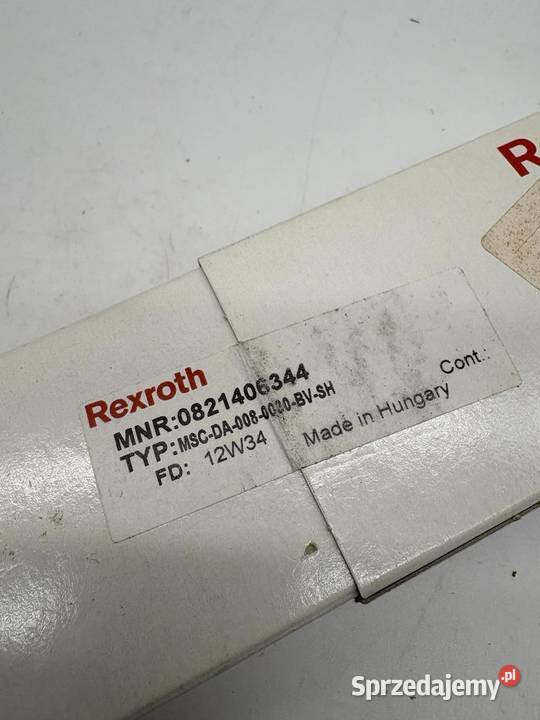 R
Rexroth
MNR:0821406344
TYP:MSC-DA-008-0030-BV-SH
FD: 12W34
Made in Hungary
Cont.:
Sprzedajemy.pl